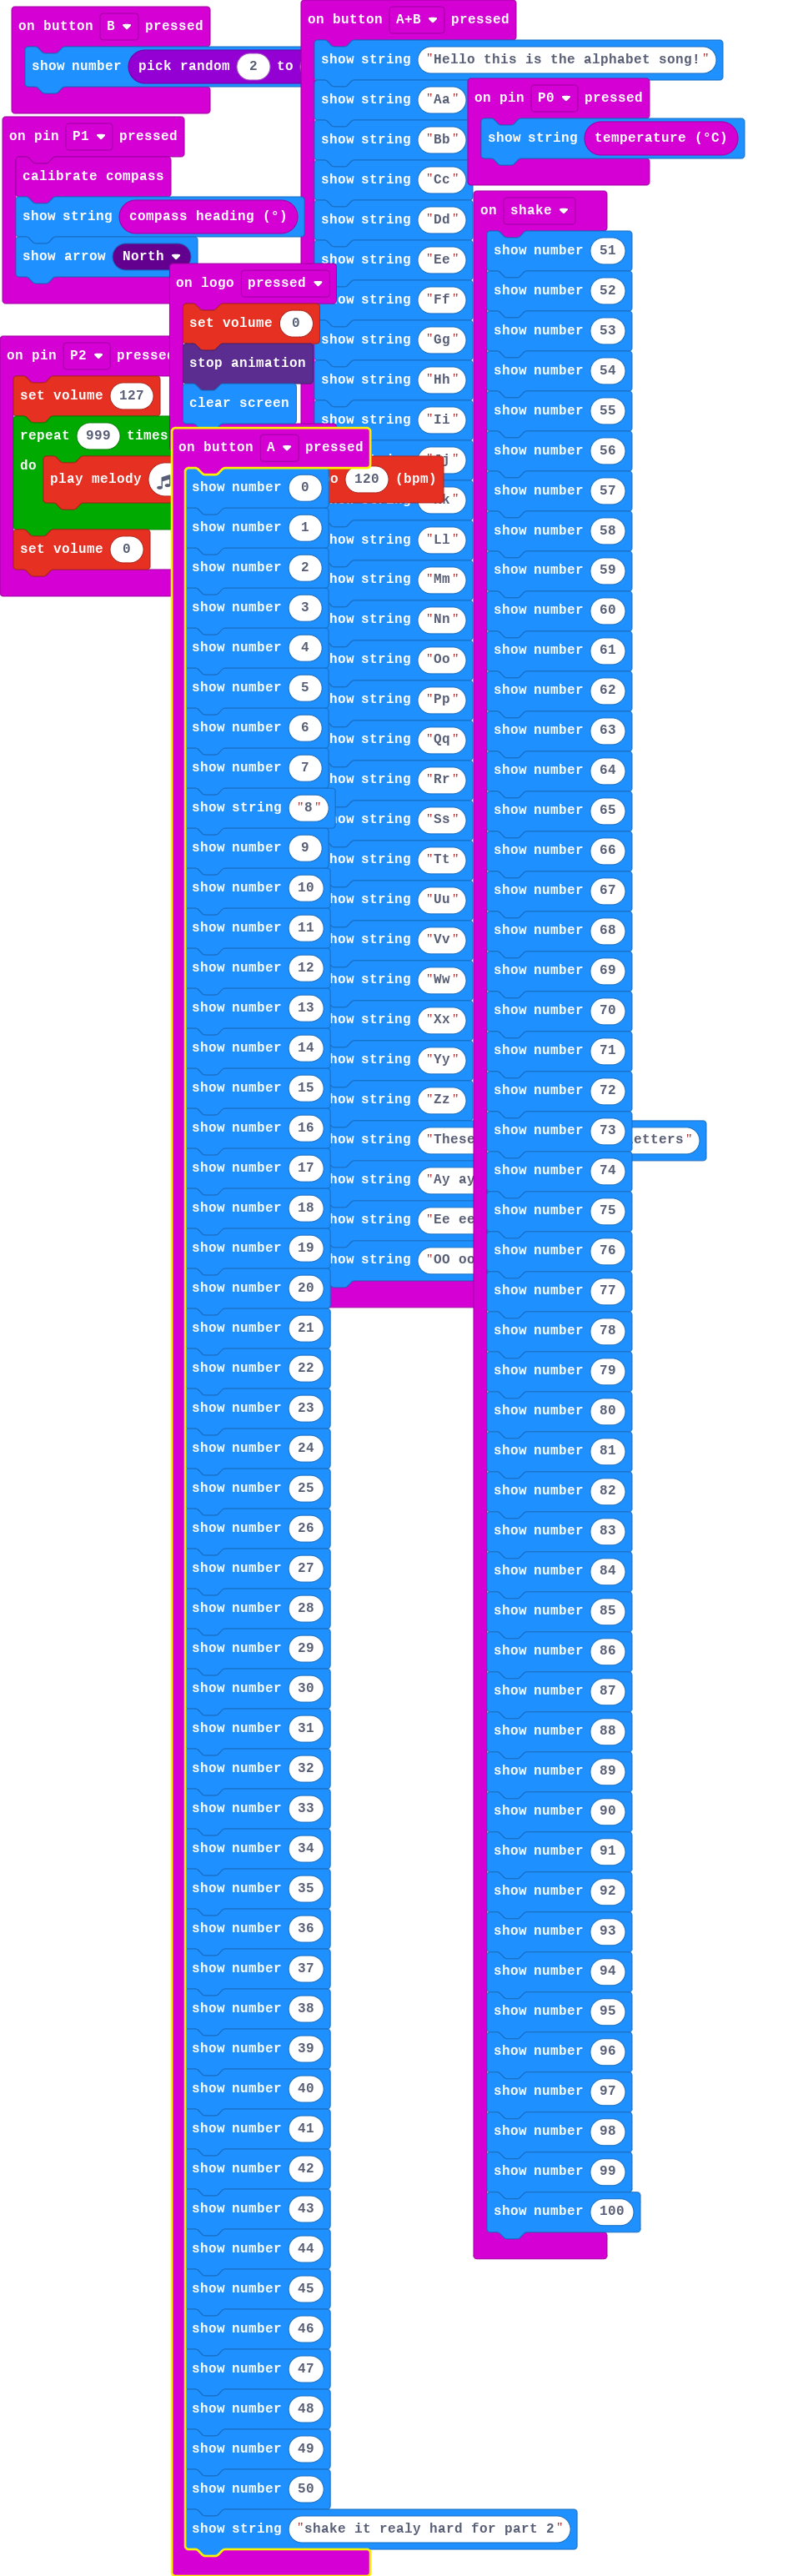 on button B pressed
show number pick random 2 to
on pin P1 pressed
calibrate compass
show string compass heading (°)
show arrow North
on pin P2 pressed
set volume 127
repeat 999 times
do play melody
set volume 0
on logo pressed
set volume 0
stop animation
clear screen
120 (bpm)
on button A+B pressed
show string "Hello this is the alphabet song!"
show string "Aa"
show string "Bb"
show string "Cc"
show string "Dd"
show string "Ee"
show string "Ff"
show string "Gg"
show string "Hh"
show string "Ii"
show string "Ll"
show string "Mm"
show string "Nn"
show string "Oo"
show string "Pp"
show string "Qq"
show string "Rr"
show string "Ss"
show string "Tt"
show string "Uu"
show string "Vv"
show string "Ww"
show string "Xx"
show string "Yy"
show string "Zz"
show string "These etters"
show string "Ay ay
show string "Ee ee
show string "OO oo
on pin P0 pressed
show string temperature (°C)
on button A pressed
show number 0
show number 1
show number 2
show number 3
show number 4
show number 5
show number 6
show number 7
show string "8"
show number 9
show number 10
show number 11
show number 12
show number 13
show number 14
show number 15
show number 16
show number 17
show number 18
show number 19
show number 20
show number 21
show number 22
show number 23
show number 24
show number 25
show number 26
show number 27
show number 28
show number 29
show number 30
show number 31
show number 32
show number 33
show number 34
show number 35
show number 36
show number 37
show number 38
show number 39
show number 40
show number 41
show number 42
show number 43
show number 44
show number 45
show number 46
show number 47
show number 48
show number 49
show number 50
show string "shake it realy hard for part 2"
on shake
show number 51
show number 52
show number 53
show number 54
show number 55
show number 56
show number 57
show number 58
show number 59
show number 60
show number 61
show number 62
show number 63
show number 64
show number 65
show number 66
show number 67
show number 68
show number 69
show number 70
show number 71
show number 72
show number 73
show number 74
show number 75
show number 76
show number 77
show number 78
show number 79
show number 80
show number 81
show number 82
show number 83
show number 84
show number 85
show number 86
show number 87
show number 88
show number 89
show number 90
show number 91
show number 92
show number 93
show number 94
show number 95
show number 96
show number 97
show number 98
show number 99
show number 100